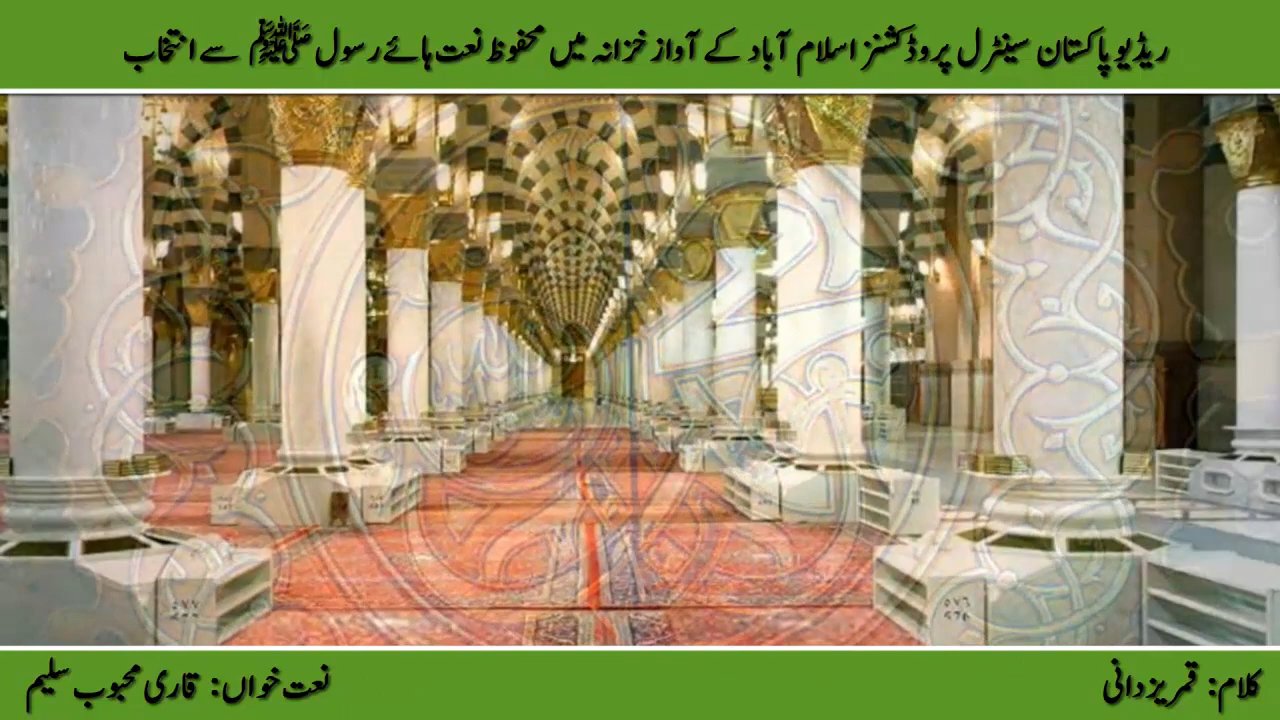 ریڈیو پاکستان سینٹرل پروڈکشنز اسلام آباد کے آواز خزانہ میں محفوظ نعت ہائے رسول ﷺ سے انتخاب
کلام: قمر یزدانی
نعت خواں: قاری محبوب سلیم